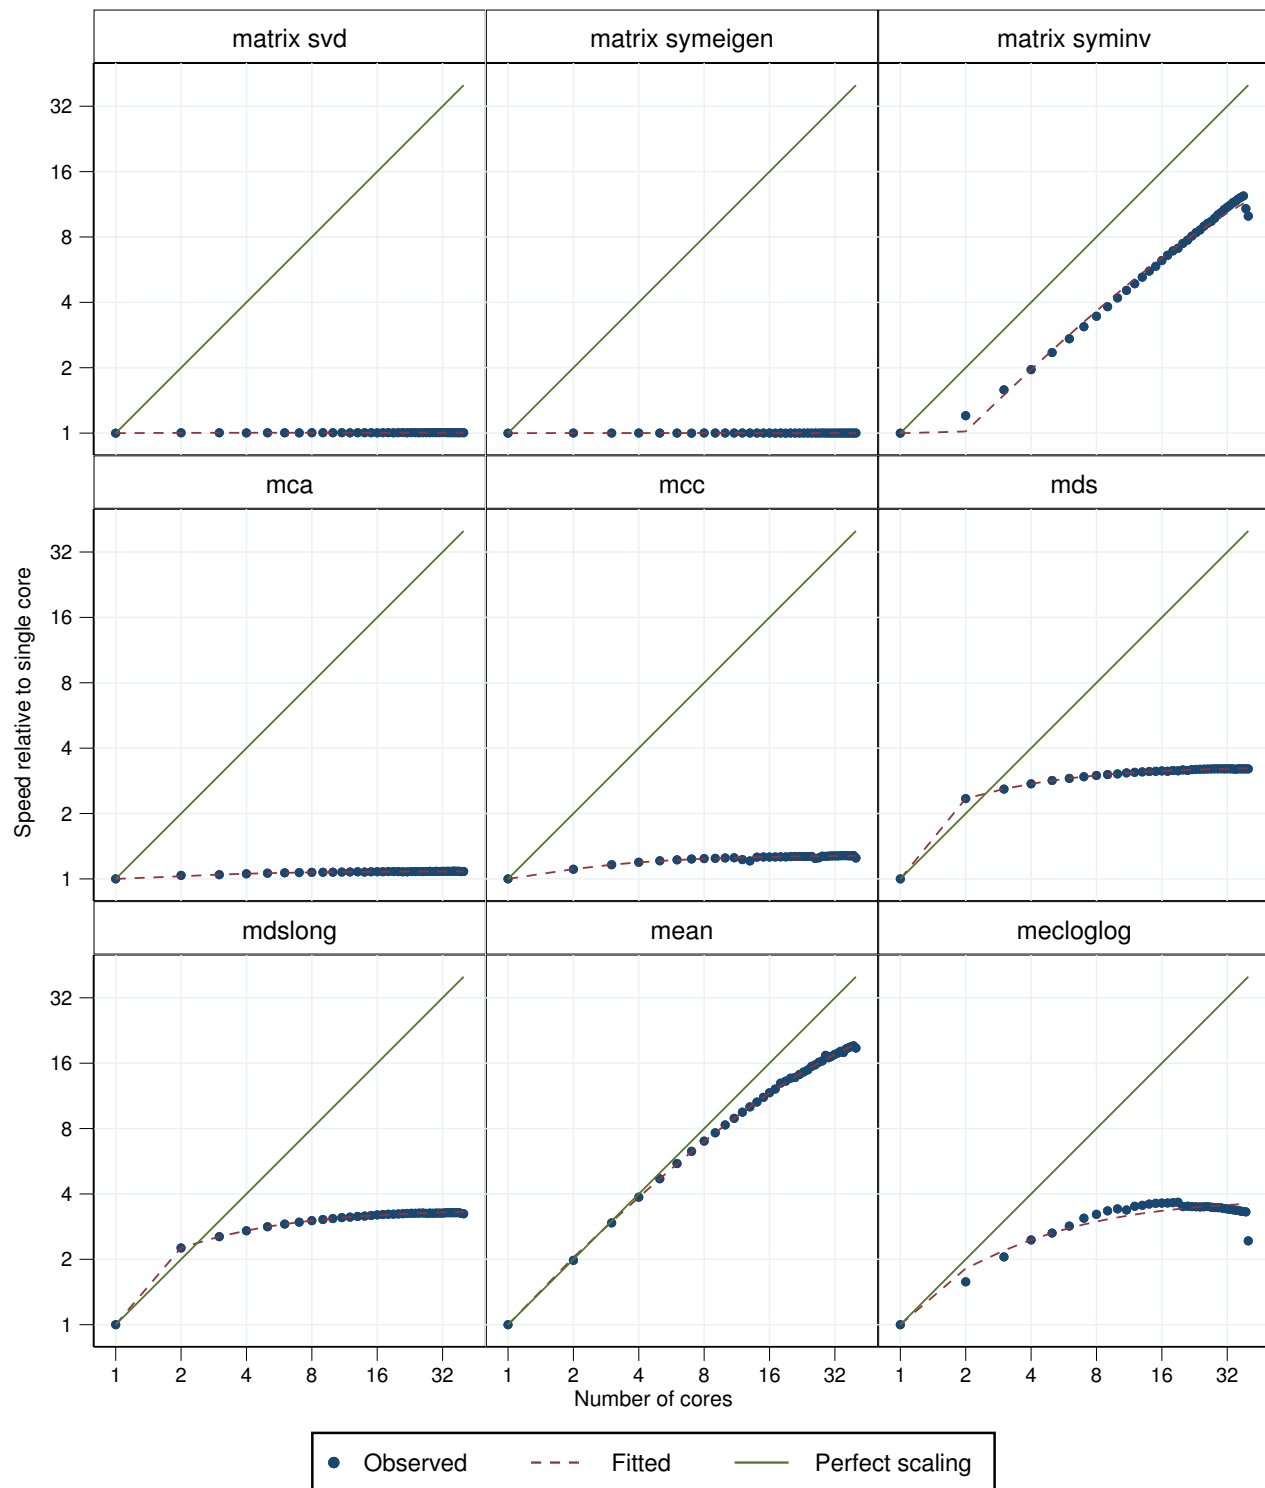 matrix svd
matrix symeigen
matrix syminv
32
16
8
4
2
1
mca
mcc
mds
32
16
8
4
2
1
Speed relative to single core
mdslong
mean
mecloglog
32
16
8
4
2
1
1 2 4 8 16 32
1 2 4 8 16 32
1 2 4 8 16 32
Number of cores
Observed
Fitted
Perfect scaling